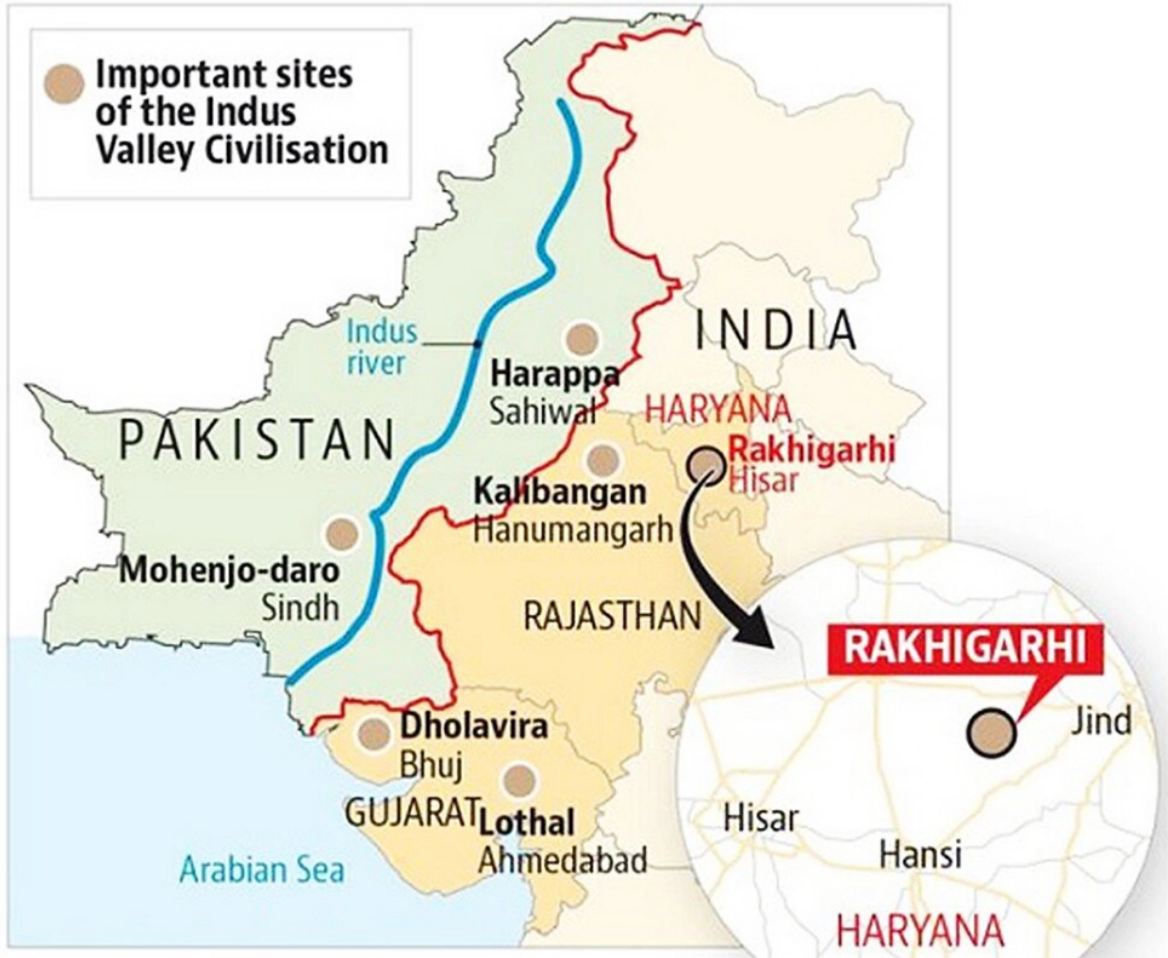 Important sites
of the Indus
Valley Civilisation
Indus
river
INDIA
Harappa
Sahiwal
HARYANA
PAKISTAN
Rakhigarhi
Hisar
Kalibangan
Hanumangarh
Mohenjo-daro
Sindh
RAJASTHAN
RAKHIGARHI
Jind
Dholavira
Bhuj
GUJARAT
Lothal
Ahmedabad
Hisar
Hansi
Arabian Sea
HARYANA